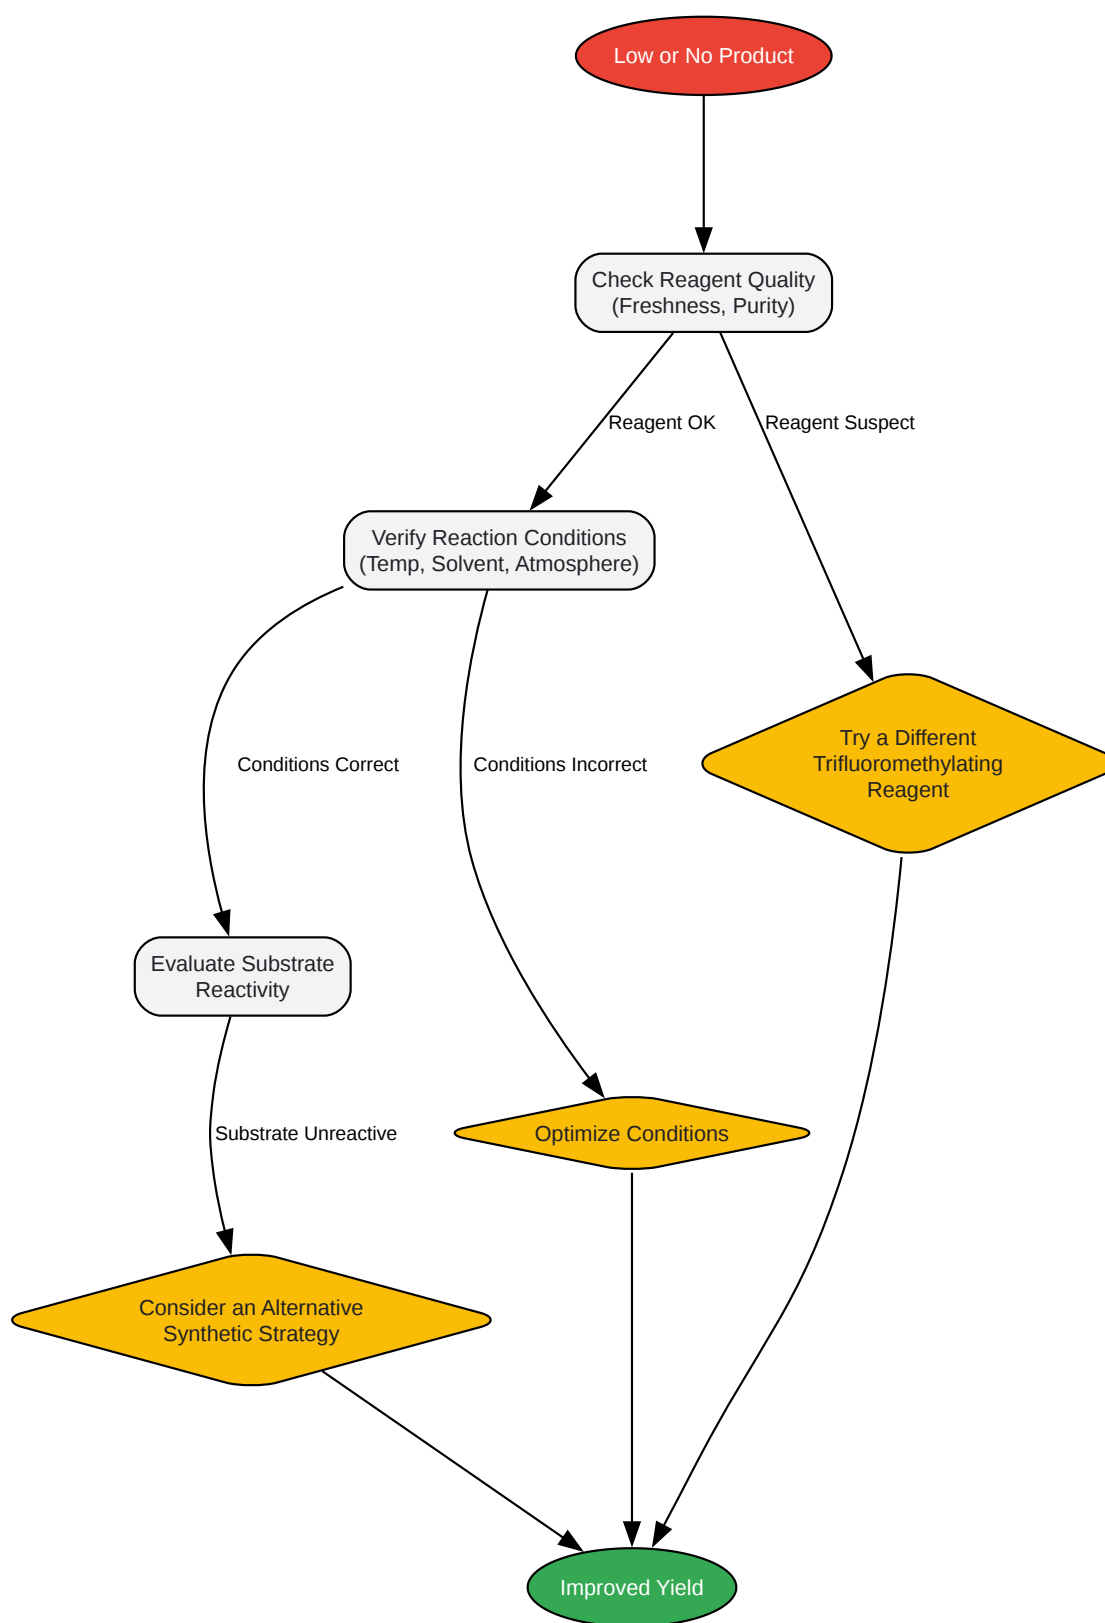 Low or No Product
Check Reagent Quality
(Freshness, Purity)
Reagent OK
Reagent Suspect
Verify Reaction Conditions
(Temp, Solvent, Atmosphere)
Conditions Correct
Conditions Incorrect
Try a Different
Trifluoromethylating
Reagent
Evaluate Substrate
Reactivity
Substrate Unreactive
Optimize Conditions
Consider an Alternative
Synthetic Strategy
Improved Yield